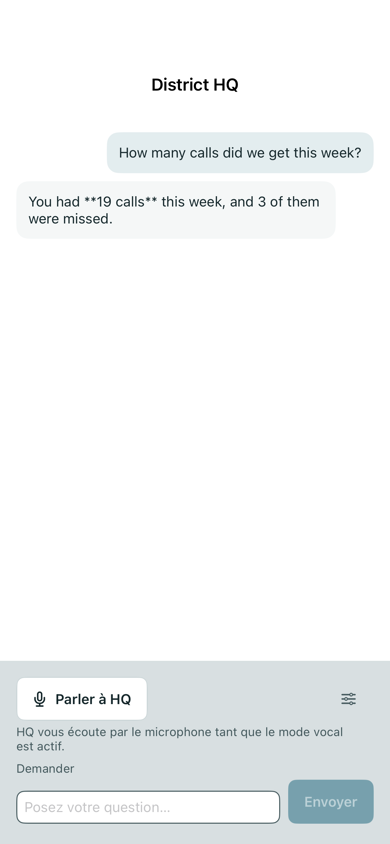 District HQ
How many calls did we get this week?
You had **19 calls** this week, and 3 of them
were missed.
Parler à HQ
HQ vous écoute par le microphone tant que le mode vocal
est actif.
Demander
Posez votre question...
Envoyer